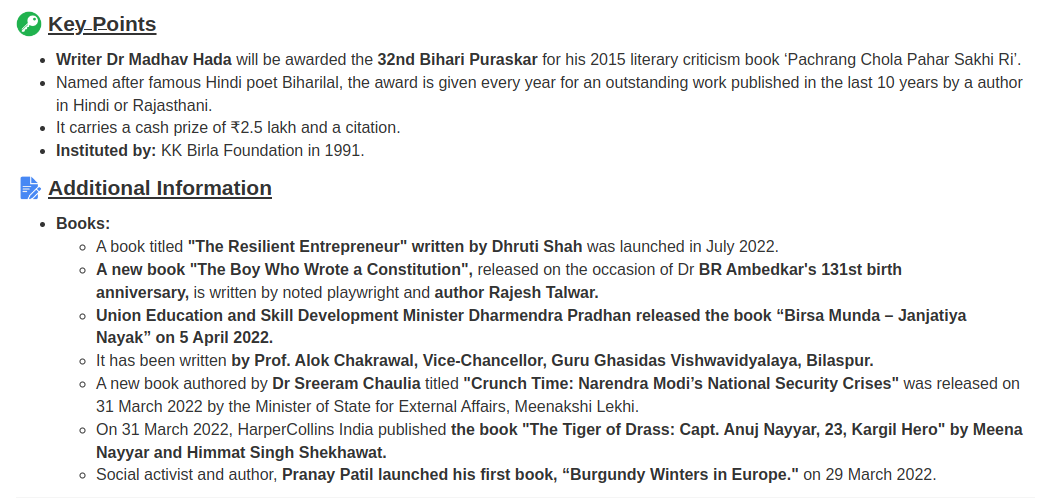 Key Points
Writer Dr Madhav Hada will be awarded the 32nd Bihari Puraskar for his 2015 literary criticism book ‘Pachrang Chola Pahar Sakhi Ri’.
Named after famous Hindi poet Biharilal, the award is given every year for an outstanding work published in the last 10 years by a author
in Hindi or Rajasthani.
It carries a cash prize of ₹2.5 lakh and a citation.
Instituted by: KK Birla Foundation in 1991.
Additional Information
Books:
A book titled "The Resilient Entrepreneur" written by Dhruti Shah was launched in July 2022.
A new book "The Boy Who Wrote a Constitution", released on the occasion of Dr BR Ambedkar's 131st birth
anniversary, is written by noted playwright and author Rajesh Talwar.
Union Education and Skill Development Minister Dharmendra Pradhan released the book “Birsa Munda – Janjatiya
Nayak” on 5 April 2022.
It has been written by Prof. Alok Chakrawal, Vice-Chancellor, Guru Ghasidas Vishwavidyalaya, Bilaspur.
A new book authored by Dr Sreeram Chaulia titled "Crunch Time: Narendra Modi’s National Security Crises" was released on
31 March 2022 by the Minister of State for External Affairs, Meenakshi Lekhi.
On 31 March 2022, HarperCollins India published the book "The Tiger of Drass: Capt. Anuj Nayyar, 23, Kargil Hero" by Meena
Nayyar and Himmat Singh Shekhawat.
Social activist and author, Pranay Patil launched his first book, “Burgundy Winters in Europe." on 29 March 2022.